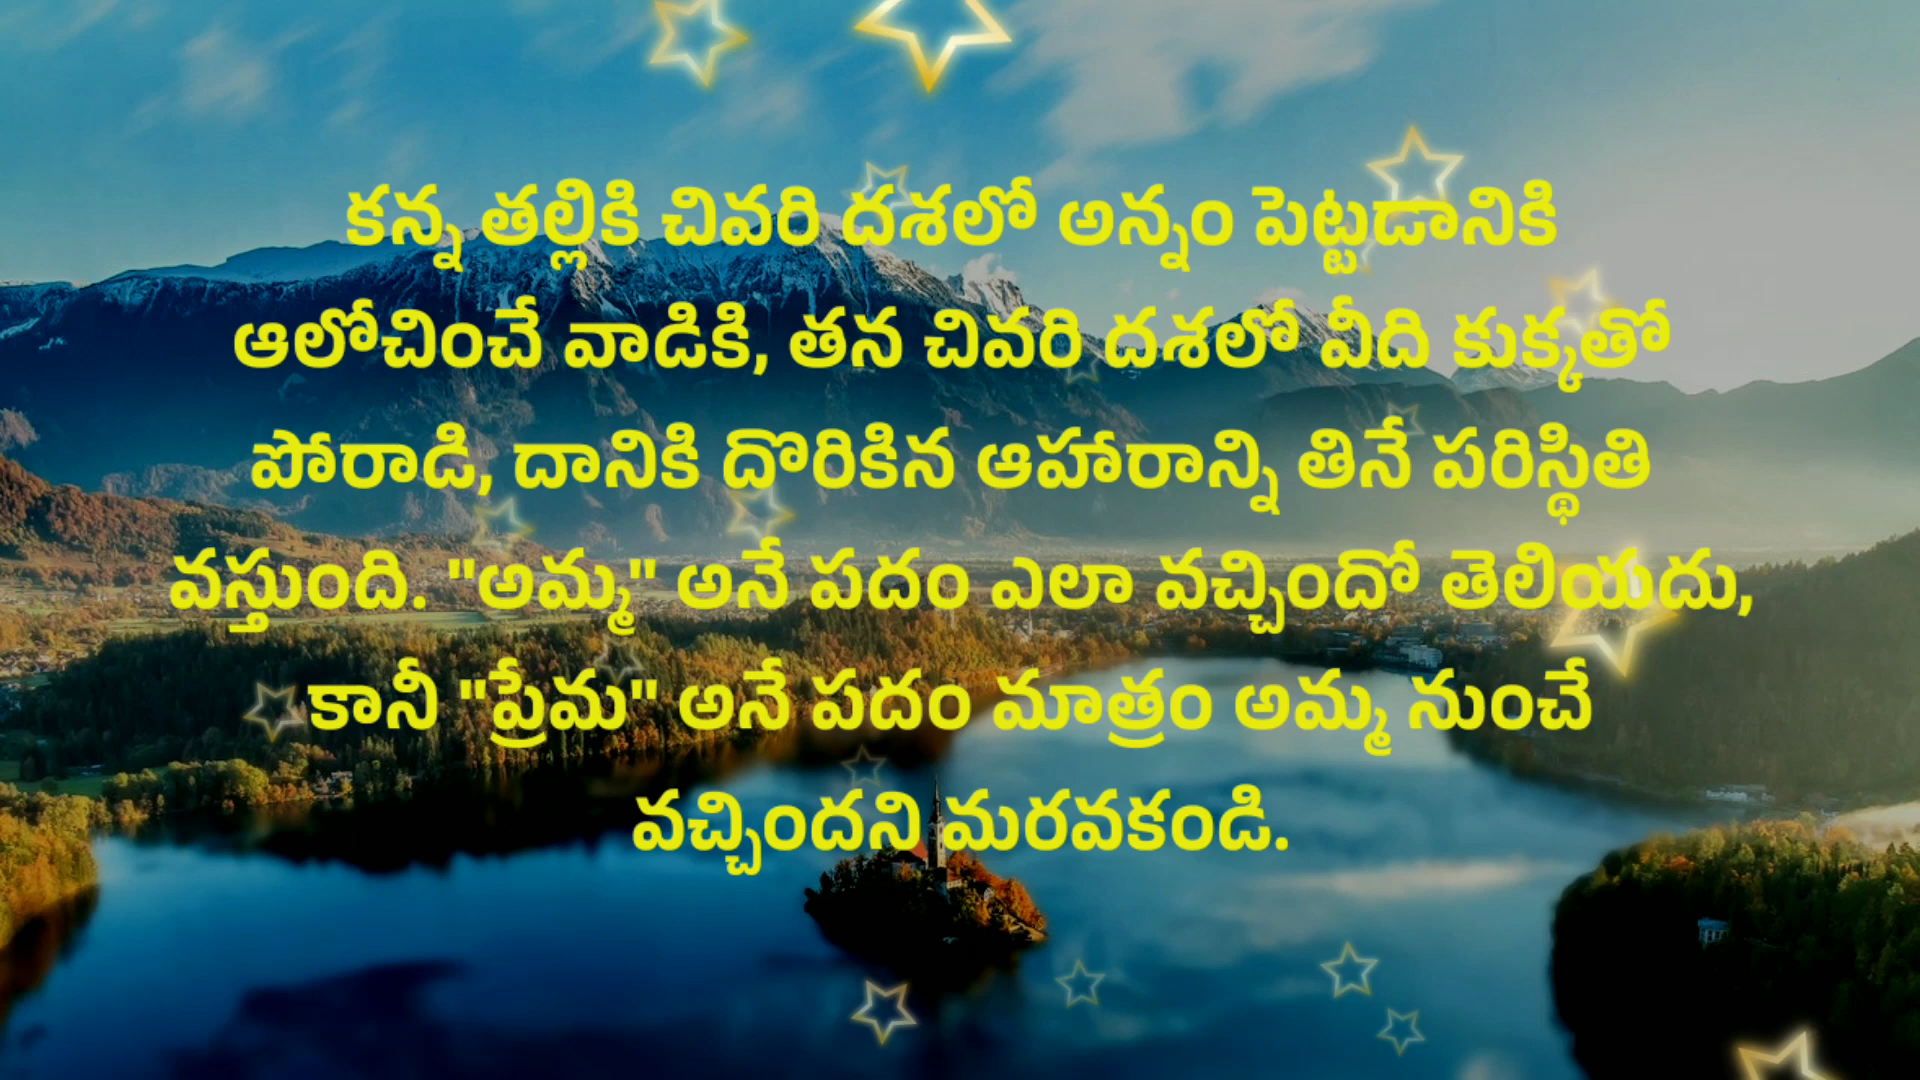 కన్న తల్లికి చివరి దశలో అన్నం పెట్టడానికి
ఆలోచించే వాడికి, తన చివరి దశలో వీది కుక్కతో
పోరాడి, దానికి దొరికిన ఆహారాన్ని తినే పరిస్థితి
వస్తుంది. "అమ్మ" అనే పదం ఎలా వచ్చిందో తెలియదు,
కానీ "ప్రేమ" అనే పదం మాత్రం అమ్మ నుంచే
వచ్చిందని మరవకండి.